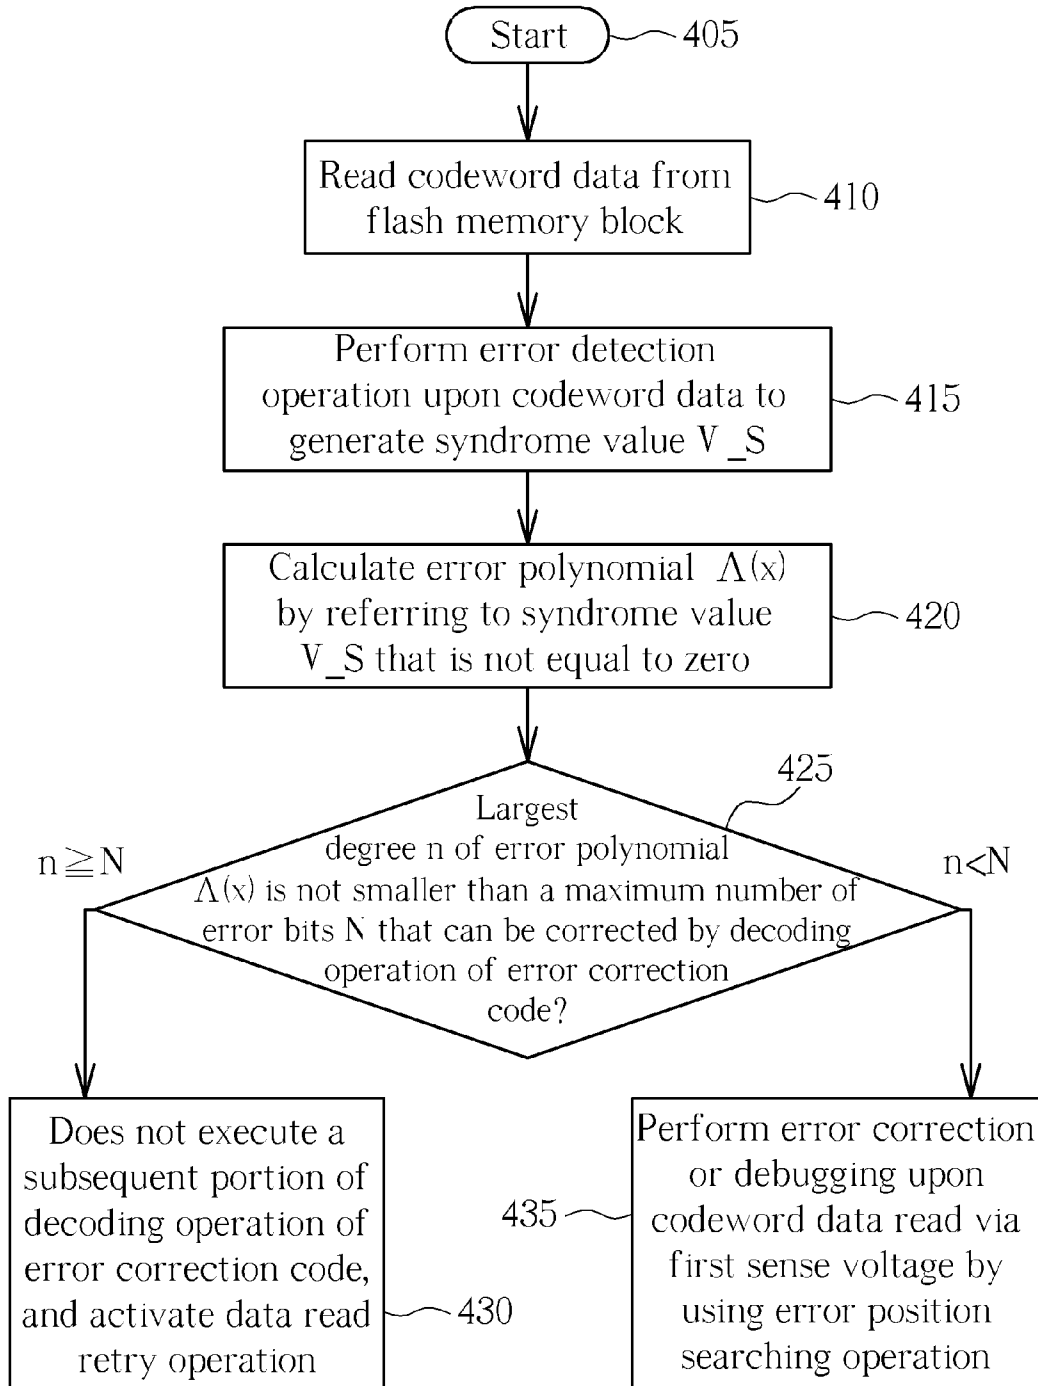 Start
405
Read codeword data from
flash memory block
410
Perform error detection
operation upon codeword data to
generate syndrome value V_S
415
Calculate error polynomial Λ(x)
by referring to syndrome value
V_S that is not equal to zero
420
425
Largest
degree n of error polynomial
Λ(x) is not smaller than a maximum number of
error bits N that can be corrected by decoding
operation of error correction
code?
n≧N
n<N
Does not execute a
subsequent portion of
decoding operation of
error correction code,
and activate data read
retry operation
430
Perform error correction
or debugging upon
codeword data read via
first sense voltage by
using error position
searching operation
435